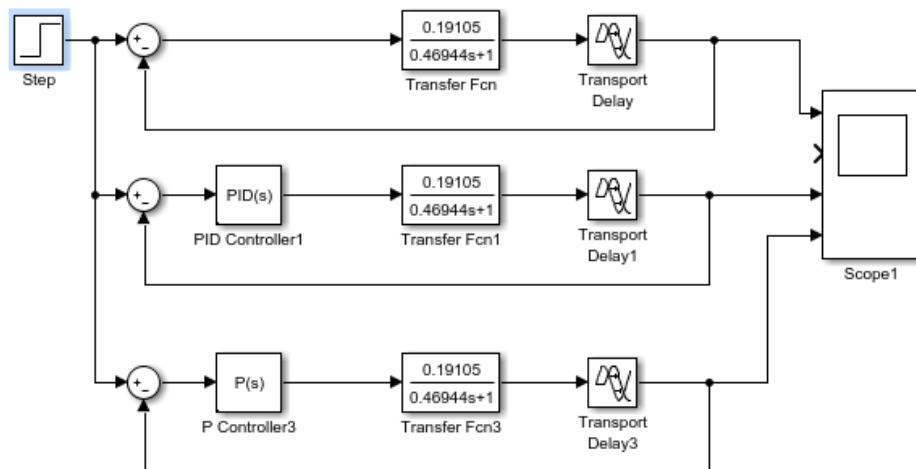 Step
+
-
0.19105
0.46944s+1
Transfer Fcn
Transport
Delay
+
-
PID(s)
PID Controller1
0.19105
0.46944s+1
Transfer Fcn1
Transport
Delay1
Scope1
+
-
P(s)
P Controller3
0.19105
0.46944s+1
Transfer Fcn3
Transport
Delay3